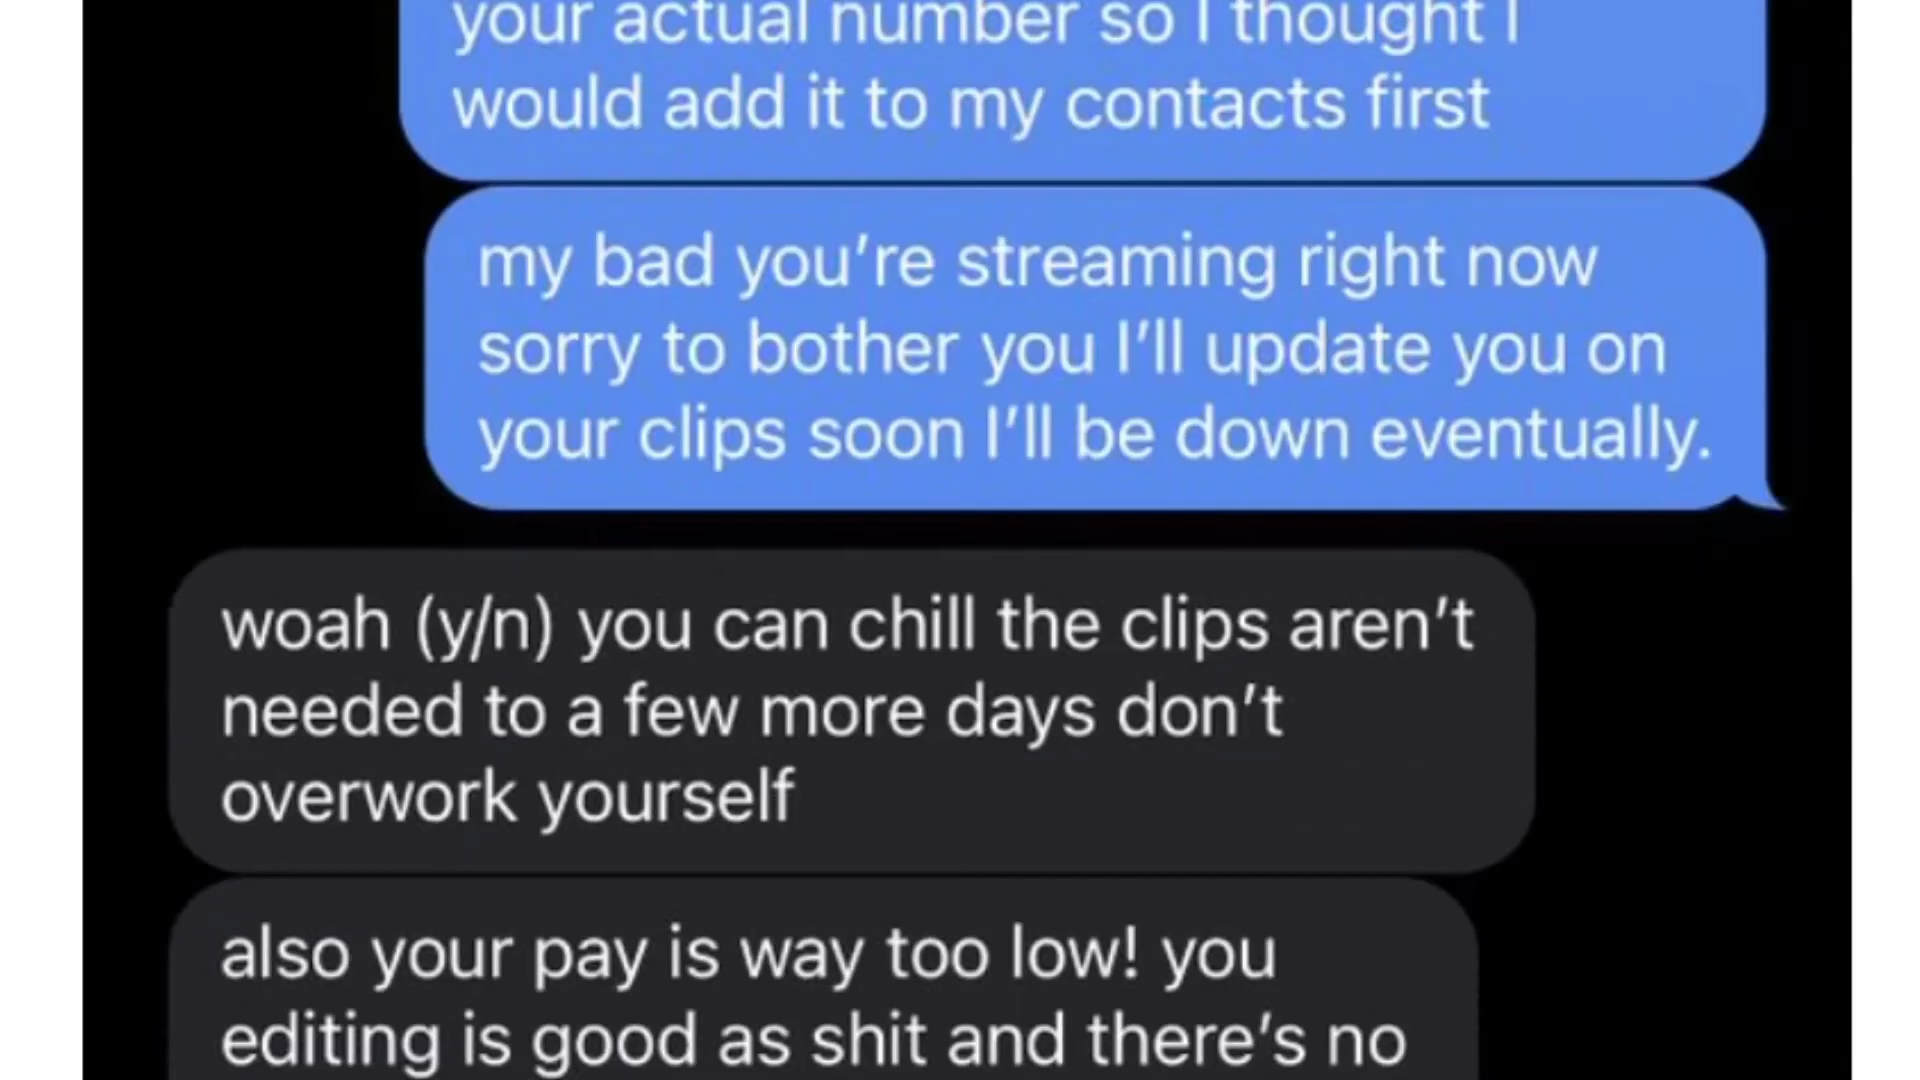 your actual number so I thought I
would add it to my contacts first
my bad you’re streaming right now
sorry to bother you I’ll update you on
your clips soon I’ll be down eventually.
woah (y/n) you can chill the clips aren’t
needed to a few more days don’t
overwork yourself
also your pay is way too low! you
editing is good as shit and there’s no